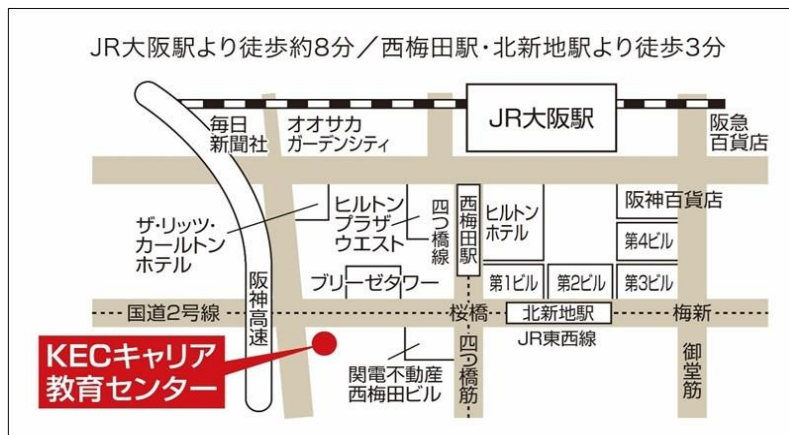 JR大阪駅より徒歩約8分／西梅田駅・北新地駅より徒歩3分
JR大阪駅
毎日
新聞社
オオサカ
ガーデンシティ
阪急
百貨店
ザ・リッツ・
カールトン
ホテル
ヒルトン
プラザ
ウエスト
四つ橋線
西梅田駅
ヒルトン
ホテル
阪神百貨店
第4ビル
ブリーゼタワー
第1ビル
第2ビル
第3ビル
阪神高速
国道2号線
桜橋
北新地駅
梅新
JR東西線
KECキャリア
教育センター
関電不動産
西梅田ビル
四つ橋筋
御堂筋